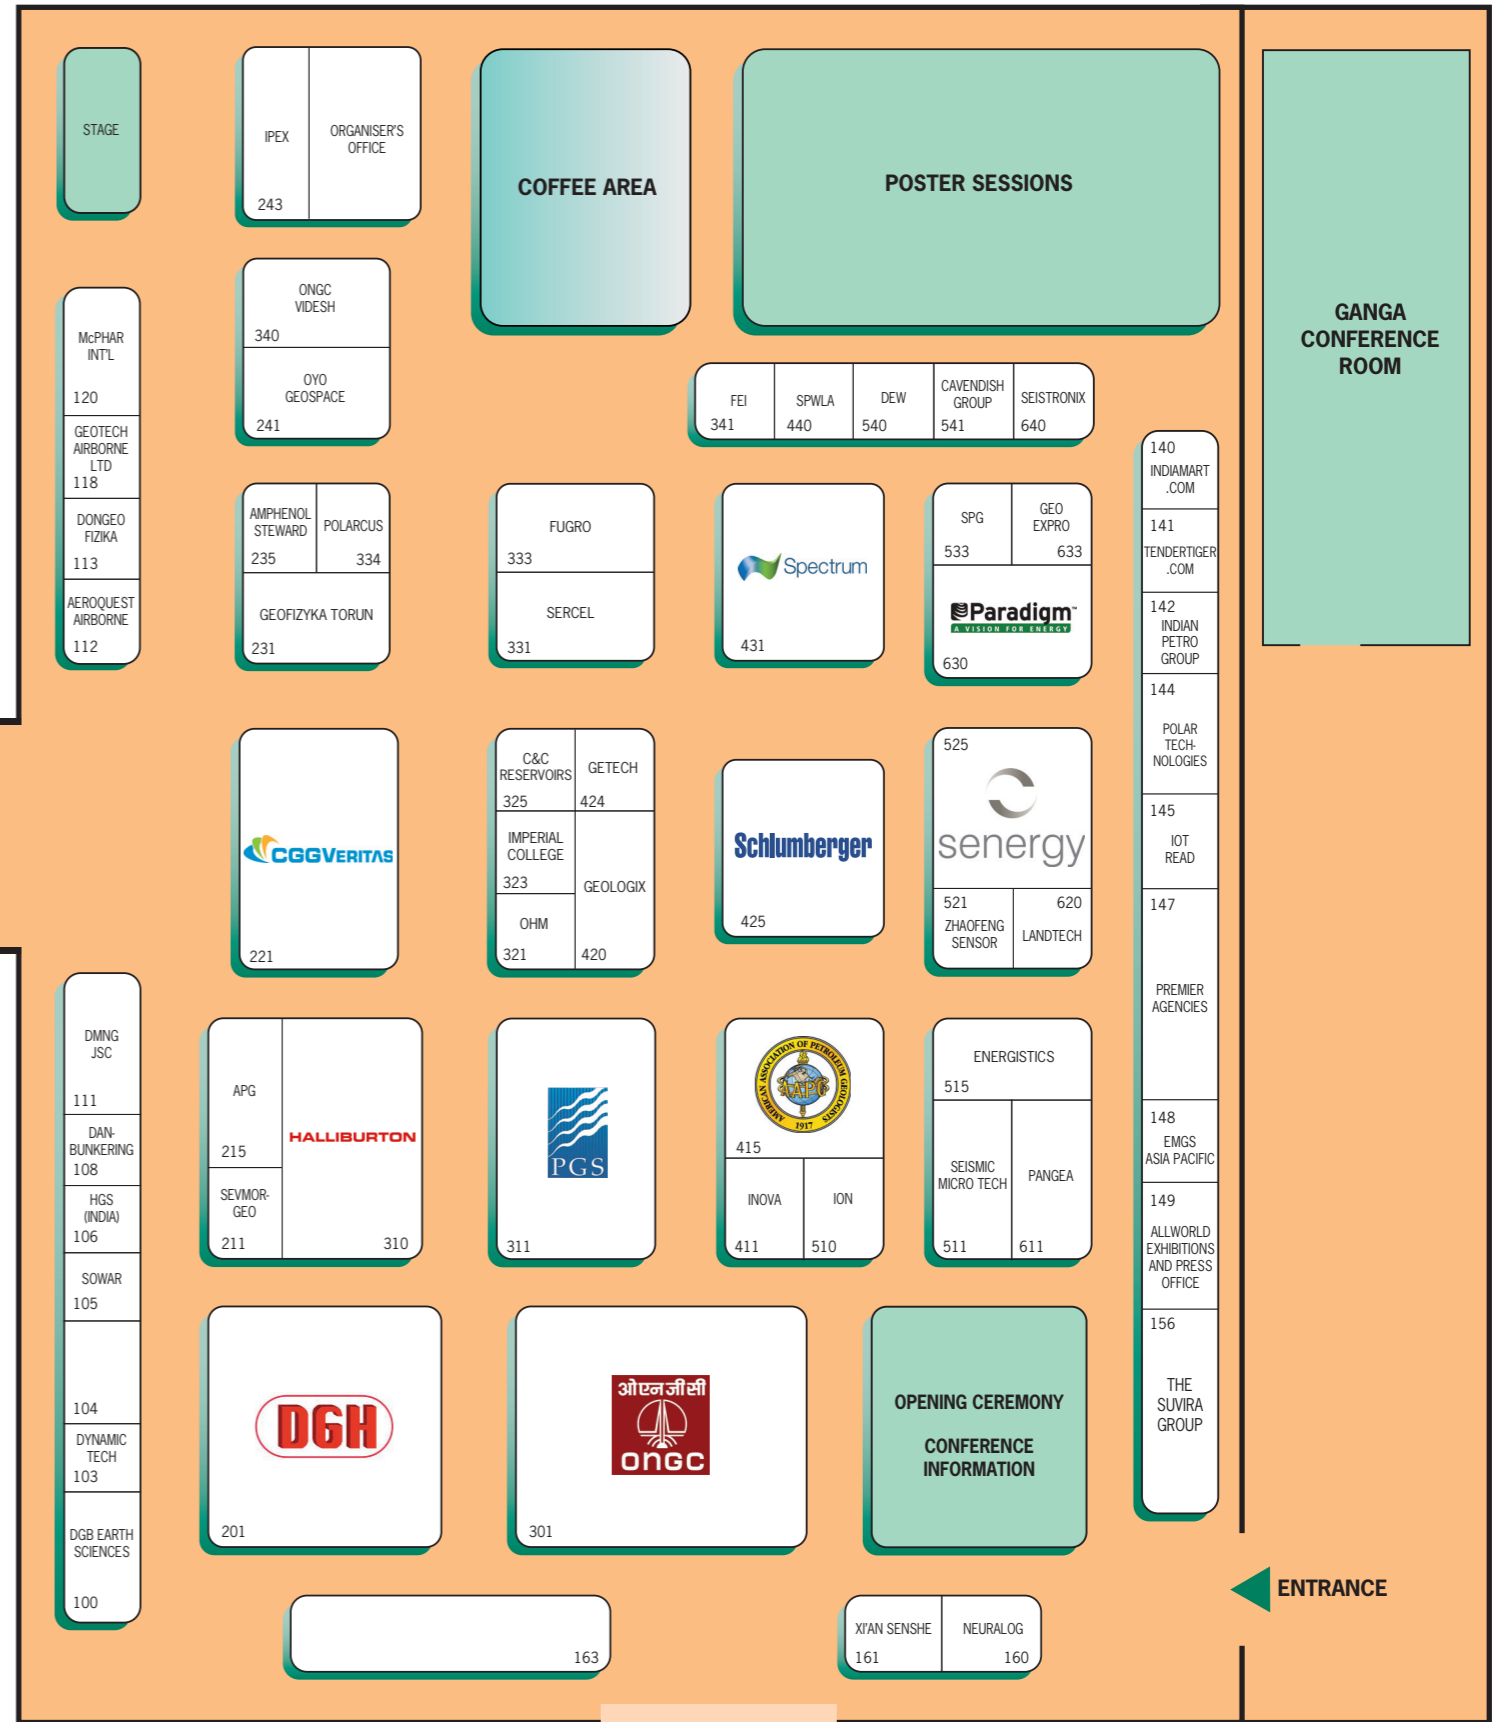 STAGE
IPEX
243
ORGANISER'S
OFFICE
COFFEE AREA
POSTER SESSIONS
GANGA
CONFERENCE
ROOM
McPHAR
INT'L
120
GEOTECH
AIRBORNE
LTD
118
DONGEO
FIZIKA
113
AEROQUEST
AIRBORNE
112
ONGC
VIDESH
340
OYO
GEOSPACE
241
FEI
341
SPWLA
440
DEW
540
CAVENDISH
GROUP
541
SEISTRONIX
640
AMPHENOL
STEWARD
235
POLARCUS
334
GEOFIZYKA TORUN
231
FUGRO
333
SERCEL
331
Spectrum
431
SPG
533
GEO
EXPRO
633
Paradigm™
A VISION FOR ENERGY
630
140
INDIAMART
.COM
141
TENDERTIGER
.COM
142
INDIAN
PETRO
GROUP
144
POLAR
TECH-
NOLOGIES
145
IOT
READ
147
PREMIER
AGENCIES
148
EMGS
ASIA PACIFIC
149
ALLWORLD
EXHIBITIONS
AND PRESS
OFFICE
156
THE
SUVIRA
GROUP
CGGVERITAS
221
C&C
RESERVOIRS
325
GETECH
424
IMPERIAL
COLLEGE
323
GEOLOGIX
420
OHM
321
Schlumberger
425
525
senergy
521
ZHAOFENG
SENSOR
620
LANDTECH
DMNG
JSC
111
DAN-
BUNKERING
108
HGS
(INDIA)
106
SOWAR
105
104
DYNAMIC
TECH
103
DGB EARTH
SCIENCES
100
APG
215
SEVMOR-
GEO
211
HALLIBURTON
310
PGS
311
AMERICAN ASSOCIATION OF PETROLEUM GEOLOGISTS
AAPG
1917
415
INOVA
411
ION
510
ENERGISTICS
515
SEISMIC
MICRO TECH
511
PANGEA
611
DGH
201
ओएनजीसी
ONGC
301
OPENING CEREMONY
CONFERENCE
INFORMATION
ENTRANCE
163
XI'AN SENSHE
161
NEURALOG
160